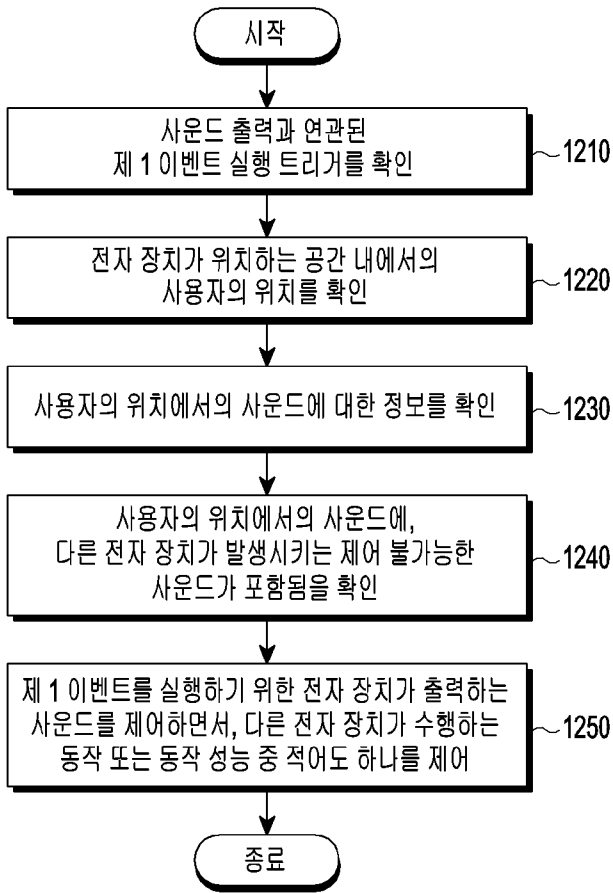 시작
사운드 출력과 연관된
제 1 이벤트 실행 트리거를 확인
1210
전자 장치가 위치하는 공간 내에서의
사용자의 위치를 확인
1220
사용자의 위치에서의 사운드에 대한 정보를 확인
1230
사용자의 위치에서의 사운드에,
다른 전자 장치가 발생시키는 제어 불가능한
사운드가 포함됨을 확인
1240
제 1 이벤트를 실행하기 위한 전자 장치가 출력하는
사운드를 제어하면서, 다른 전자 장치가 수행하는
동작 또는 동작 성능 중 적어도 하나를 제어
1250
종료